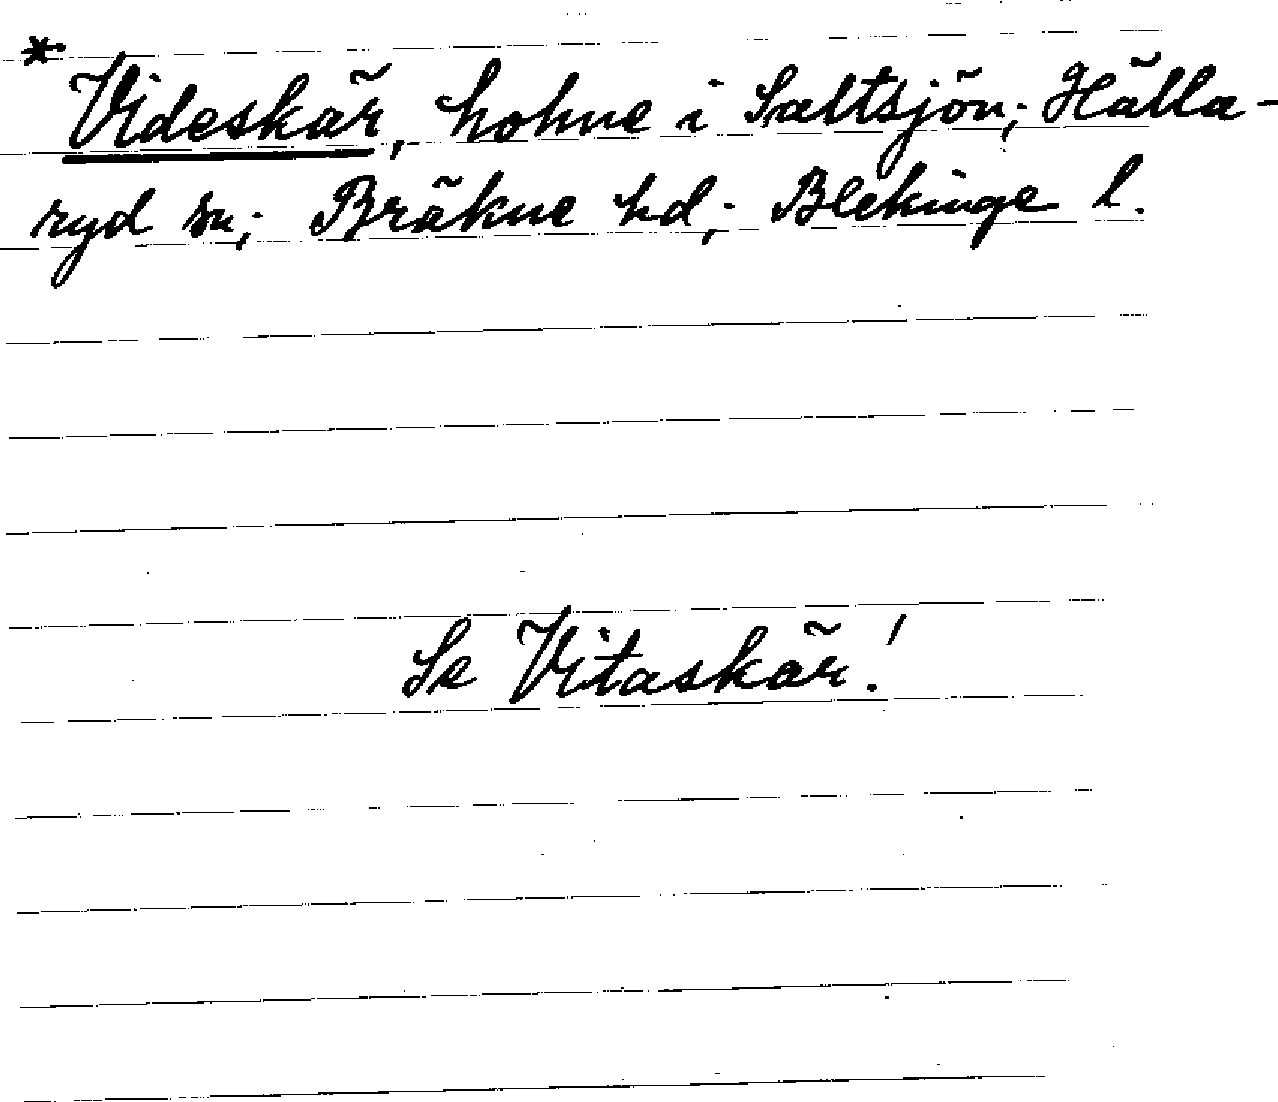 * Videskär, holme i Saltsjön; Hälla-
ryd sn; Bräkne hd; Blekinge l.
Se Vitaskär!